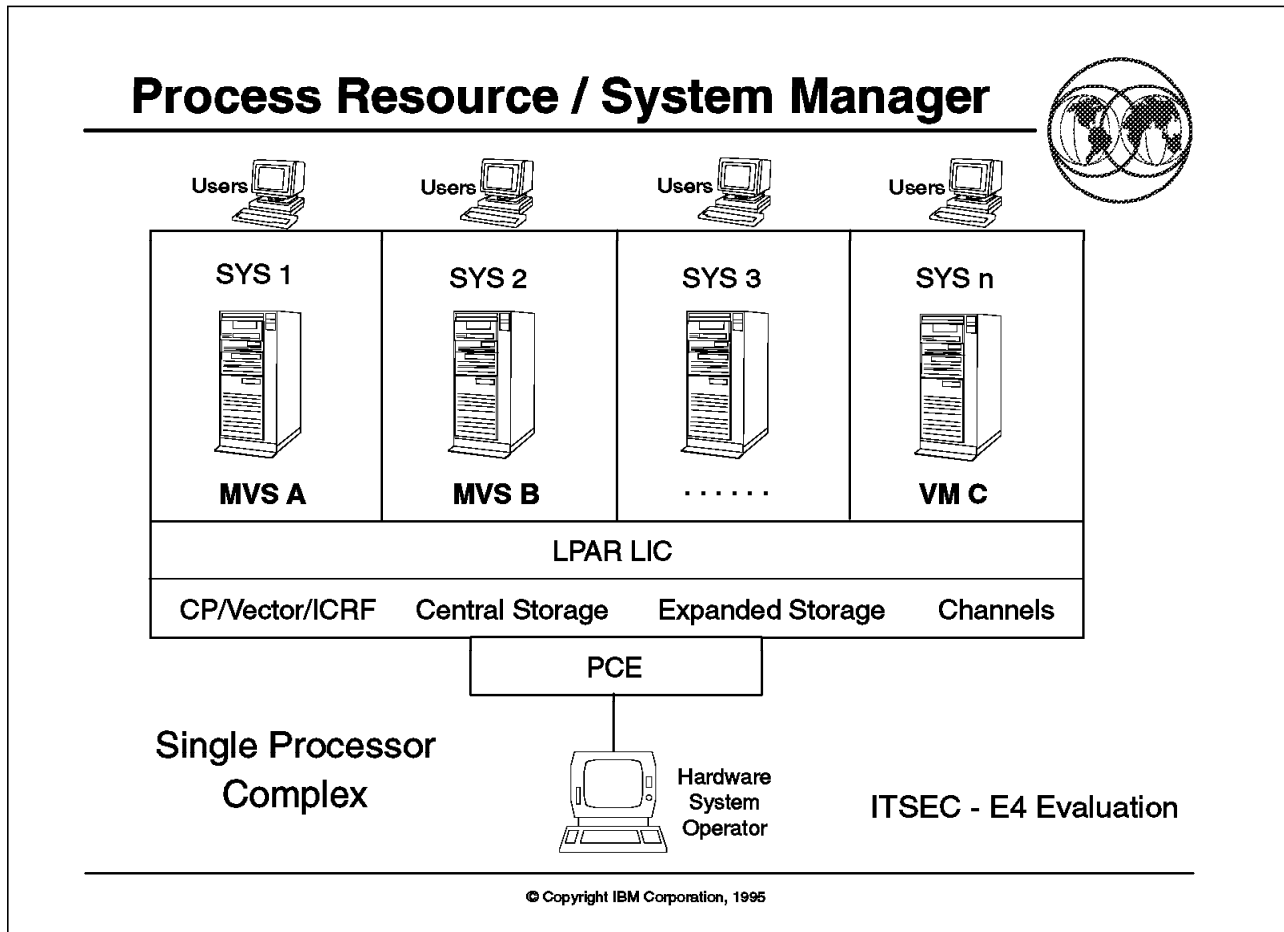 Process Resource / System Manager
Users
Users
Users
Users
SYS 1
SYS 2
SYS 3
SYS n
MVS A
MVS B
. . . . . .
VM C
LPAR LIC
CP/Vector/ICRF
Central Storage
Expanded Storage
Channels
PCE
Single Processor
Complex
Hardware
System
Operator
ITSEC - E4 Evaluation
© Copyright IBM Corporation, 1995